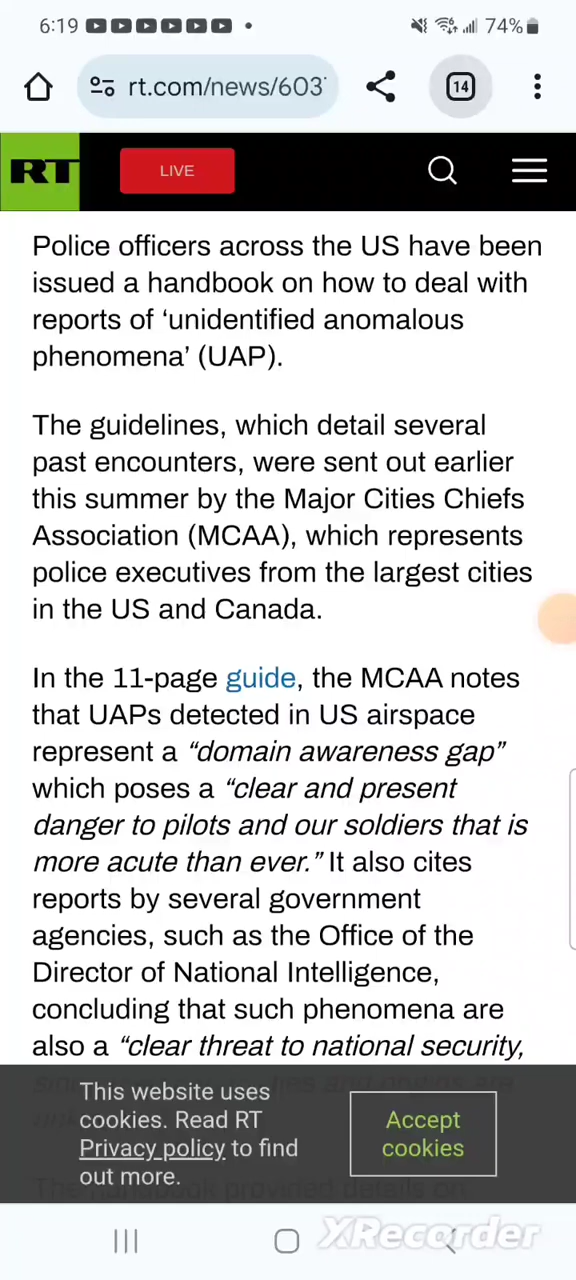 6:19
74%
rt.com/news/603
14
RT
LIVE
Police officers across the US have been
issued a handbook on how to deal with
reports of ‘unidentified anomalous
phenomena’ (UAP).
The guidelines, which detail several
past encounters, were sent out earlier
this summer by the Major Cities Chiefs
Association (MCAA), which represents
police executives from the largest cities
in the US and Canada.
In the 11-page guide, the MCAA notes
that UAPs detected in US airspace
represent a “domain awareness gap”
which poses a “clear and present
danger to pilots and our soldiers that is
more acute than ever.” It also cites
reports by several government
agencies, such as the Office of the
Director of National Intelligence,
concluding that such phenomena are
also a “clear threat to national security,
This website uses
cookies. Read RT
Privacy policy to find
out more.
Accept
cookies
The handbook provided details on
XRecorder